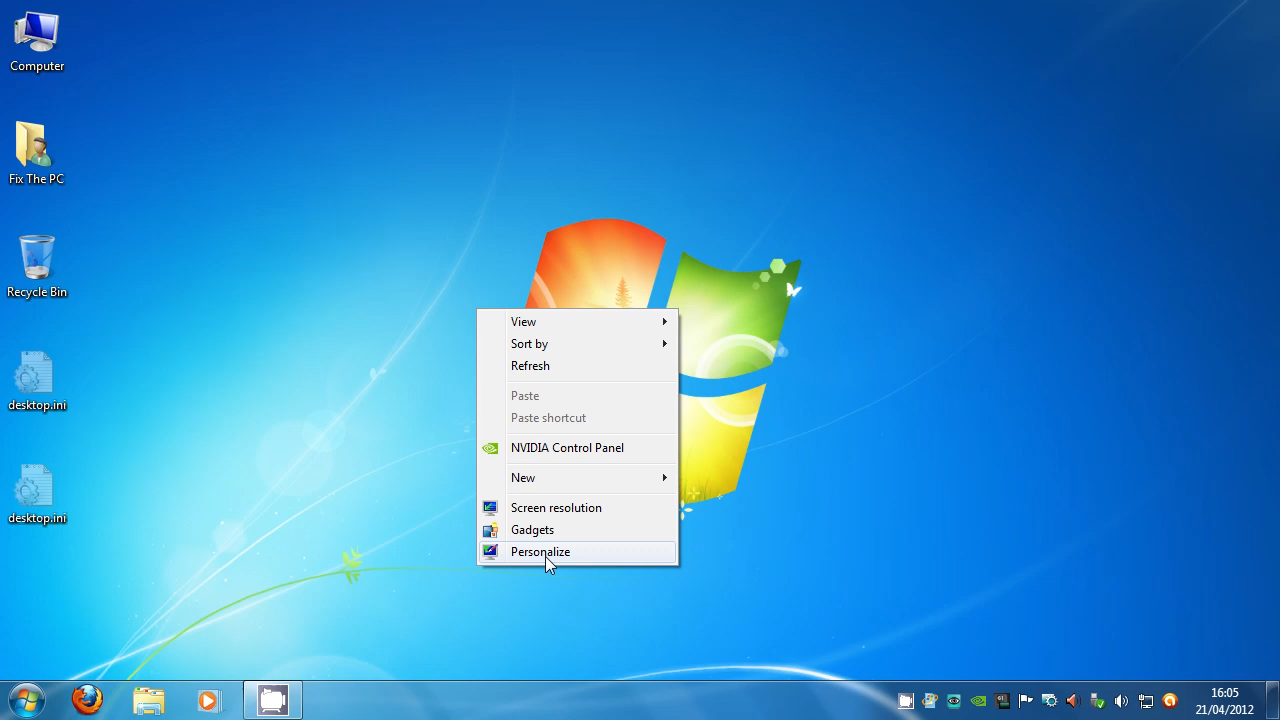 Computer
Fix The PC
Recycle Bin
desktop.ini
desktop.ini
View
Sort by
Refresh
Paste
Paste shortcut
NVIDIA Control Panel
New
Screen resolution
Gadgets
Personalize
16:05
21/04/2012